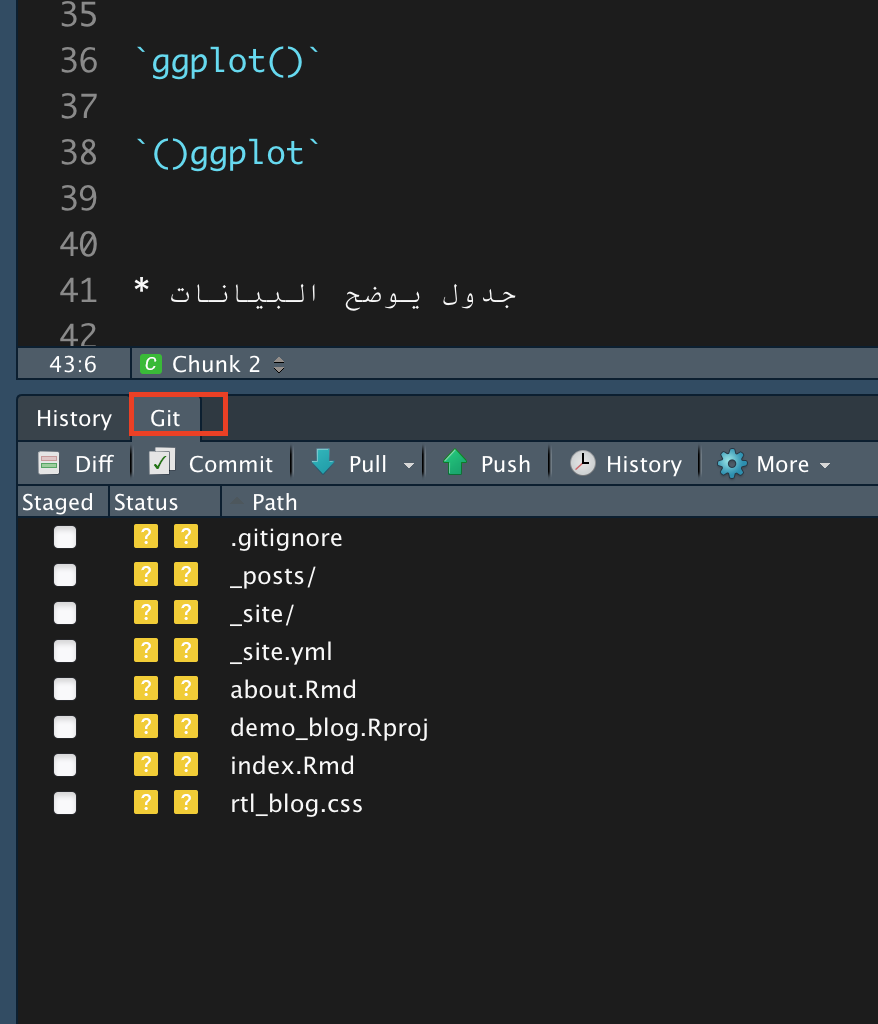 35
36 `ggplot()`
37
38 `()ggplot`
39
40
41 * جدول يوضح البيانات
42
43:6 C Chunk 2
History Git
Diff Commit Pull Push History More
Staged Status Path
? ? .gitignore
? ? _posts/
? ? _site/
? ? _site.yml
? ? about.Rmd
? ? demo_blog.Rproj
? ? index.Rmd
? ? rtl_blog.css